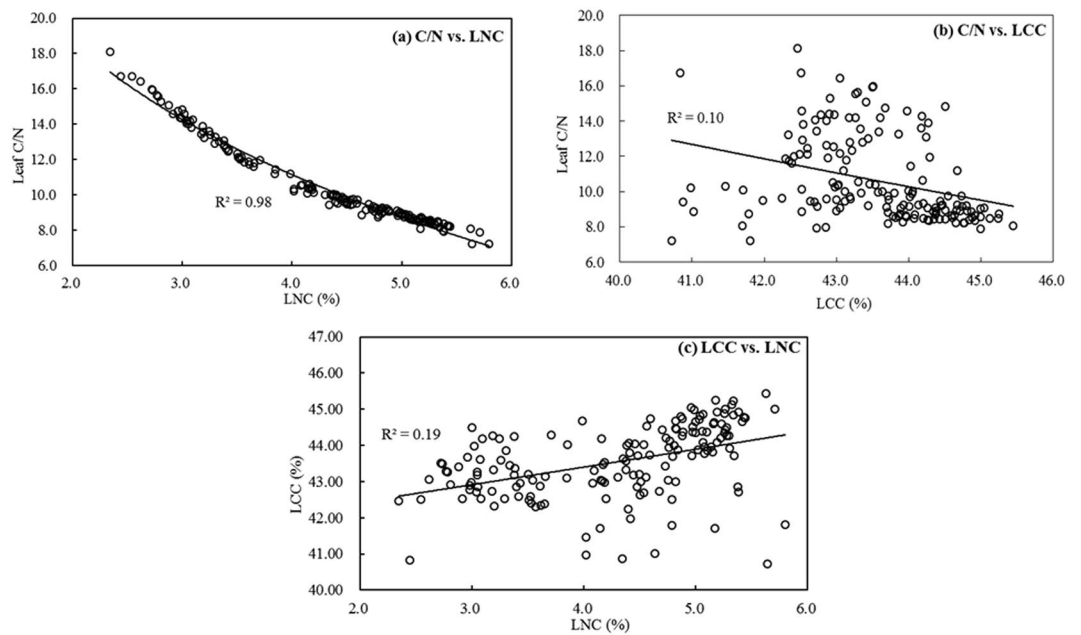 20.0
18.0
16.0
14.0
12.0
10.0
8.0
6.0
Leaf C/N
(a) C/N vs. LNC
R² = 0.98
2.0 3.0 4.0 5.0 6.0
LNC (%)
20.0
18.0
16.0
14.0
12.0
10.0
8.0
6.0
Leaf C/N
(b) C/N vs. LCC
R² = 0.10
40.0 41.0 42.0 43.0 44.0 45.0 46.0
LCC (%)
47.00
46.00
45.00
44.00
43.00
42.00
41.00
40.00
LCC (%)
(c) LCC vs. LNC
R² = 0.19
2.0 3.0 4.0 5.0 6.0
LNC (%)